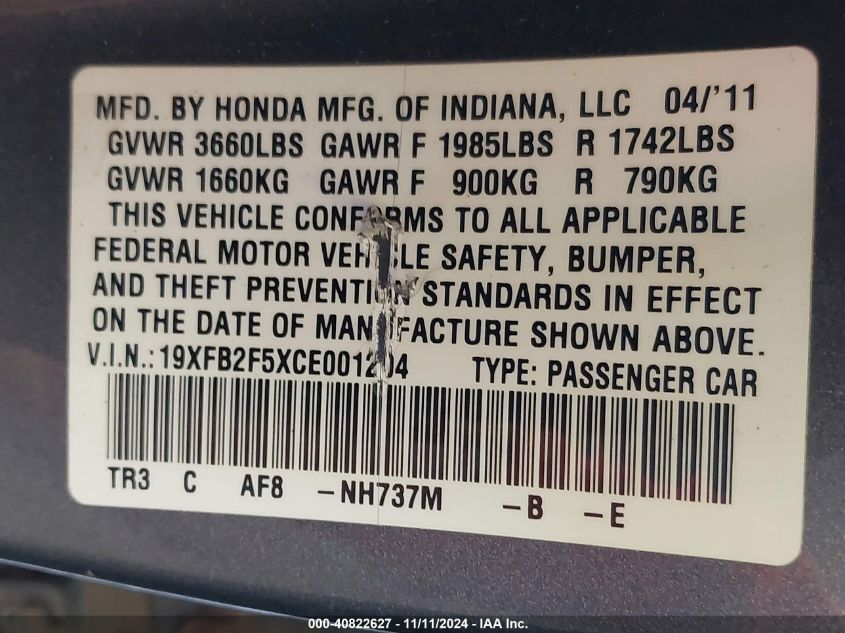 MFD. BY HONDA MFG. OF INDIANA, LLC 04/'11
GVWR 3660LBS GAWR F 1985LBS R 1742LBS
GVWR 1660KG GAWR F 900KG R 790KG
THIS VEHICLE CONFORMS TO ALL APPLICABLE
FEDERAL MOTOR VEHICLE SAFETY, BUMPER,
AND THEFT PREVENTION STANDARDS IN EFFECT
ON THE DATE OF MANUFACTURE SHOWN ABOVE.
V.I.N.: 19XFB2F5XCE001204 TYPE: PASSENGER CAR
TR3 C AF8 -NH737M -B -E
000-40822627 - 11/11/2024 - IAA Inc.